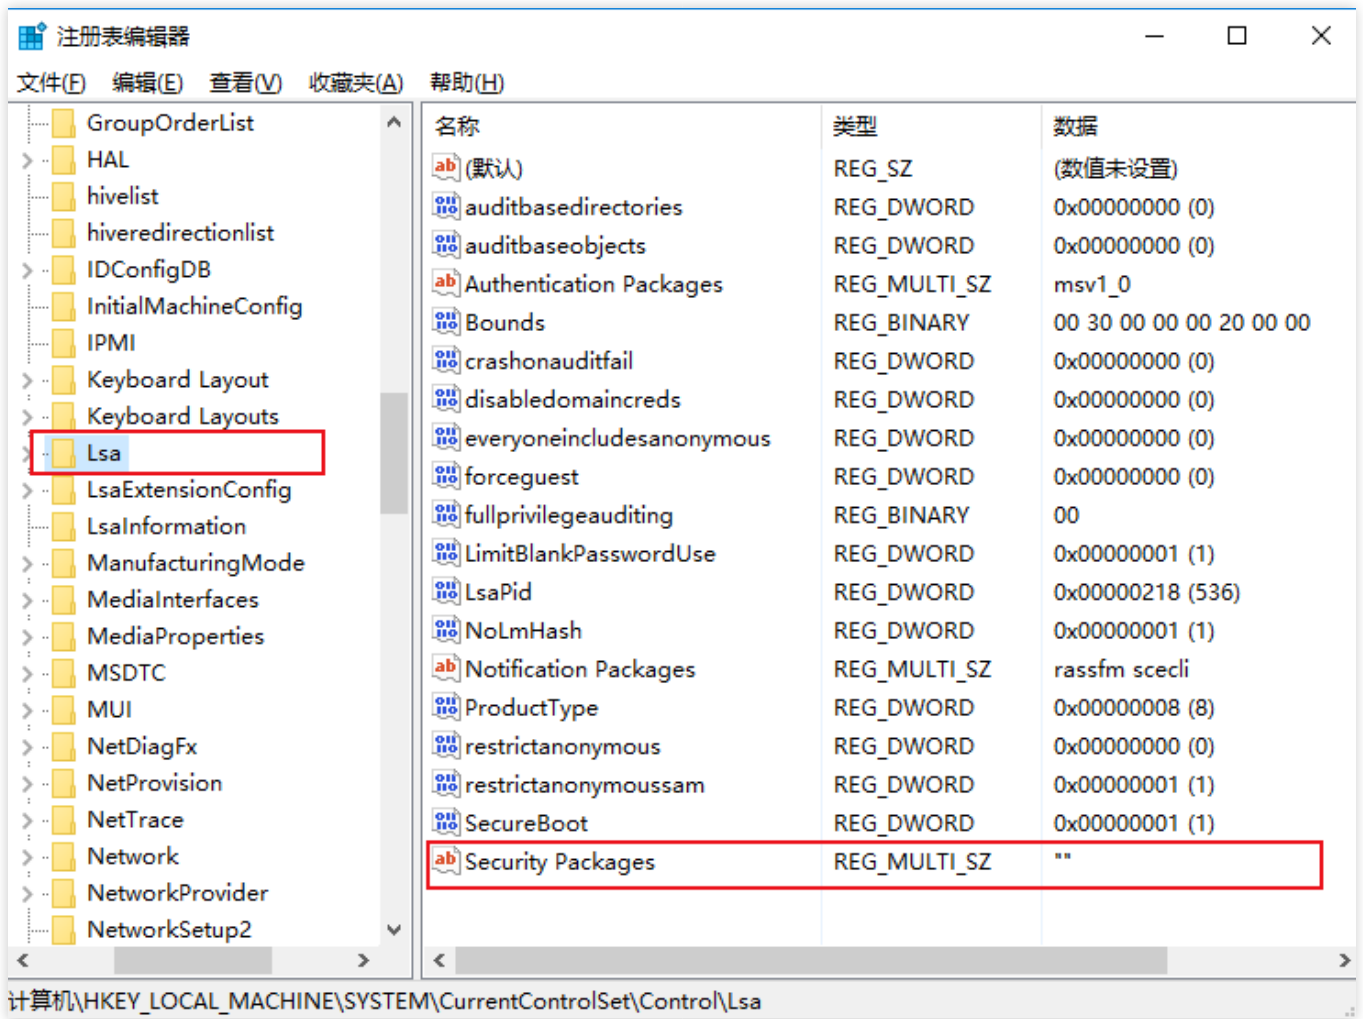 注册表编辑器
文件(F) 编辑(E) 查看(V) 收藏夹(A) 帮助(H)
GroupOrderList
HAL
hivelist
hiveredirectionlist
IDConfigDB
InitialMachineConfig
IPMI
Keyboard Layout
Keyboard Layouts
Lsa
LsaExtensionConfig
LsaInformation
ManufacturingMode
MediaInterfaces
MediaProperties
MSDTC
MUI
NetDiagFx
NetProvision
NetTrace
Network
NetworkProvider
NetworkSetup2
名称 类型 数据
(默认) REG_SZ (数值未设置)
auditbasedirectories REG_DWORD 0x00000000 (0)
auditbaseobjects REG_DWORD 0x00000000 (0)
Authentication Packages REG_MULTI_SZ msv1_0
Bounds REG_BINARY 00 30 00 00 00 20 00 00
crashonauditfail REG_DWORD 0x00000000 (0)
disabledomaincreds REG_DWORD 0x00000000 (0)
everyoneincludesanonymous REG_DWORD 0x00000000 (0)
forceguest REG_DWORD 0x00000000 (0)
fullprivilegeauditing REG_BINARY 00
LimitBlankPasswordUse REG_DWORD 0x00000001 (1)
LsaPid REG_DWORD 0x00000218 (536)
NoLmHash REG_DWORD 0x00000001 (1)
Notification Packages REG_MULTI_SZ rassfm scecli
ProductType REG_DWORD 0x00000008 (8)
restrictanonymous REG_DWORD 0x00000000 (0)
restrictanonymoussam REG_DWORD 0x00000001 (1)
SecureBoot REG_DWORD 0x00000001 (1)
Security Packages REG_MULTI_SZ ""
计算机\HKEY_LOCAL_MACHINE\SYSTEM\CurrentControlSet\Control\Lsa